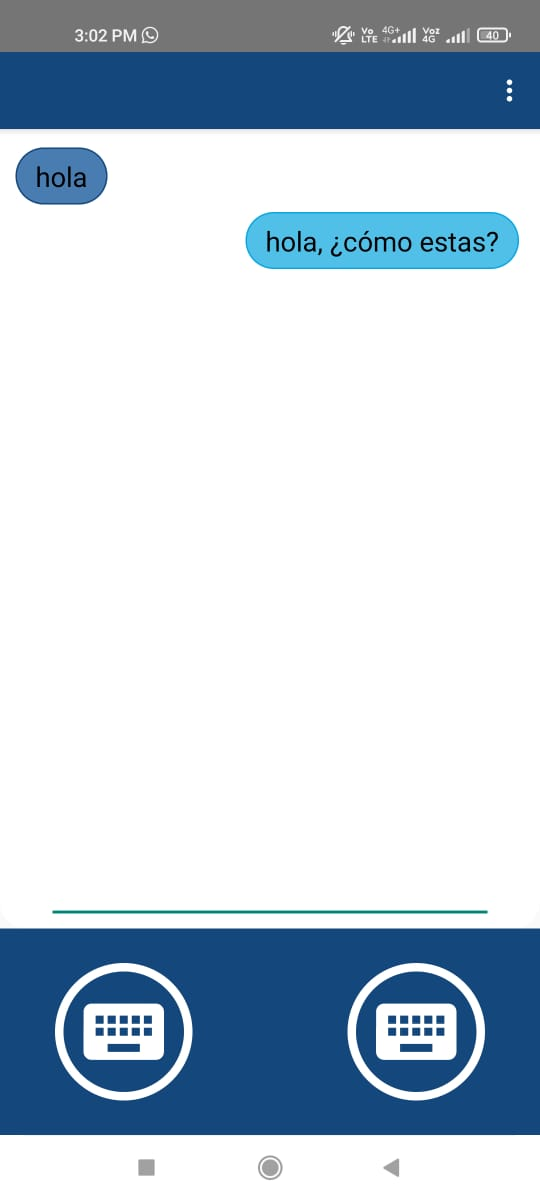 3:02 PM
Vo LTE 4G+ Voz 4G 40
hola
hola, ¿cómo estas?